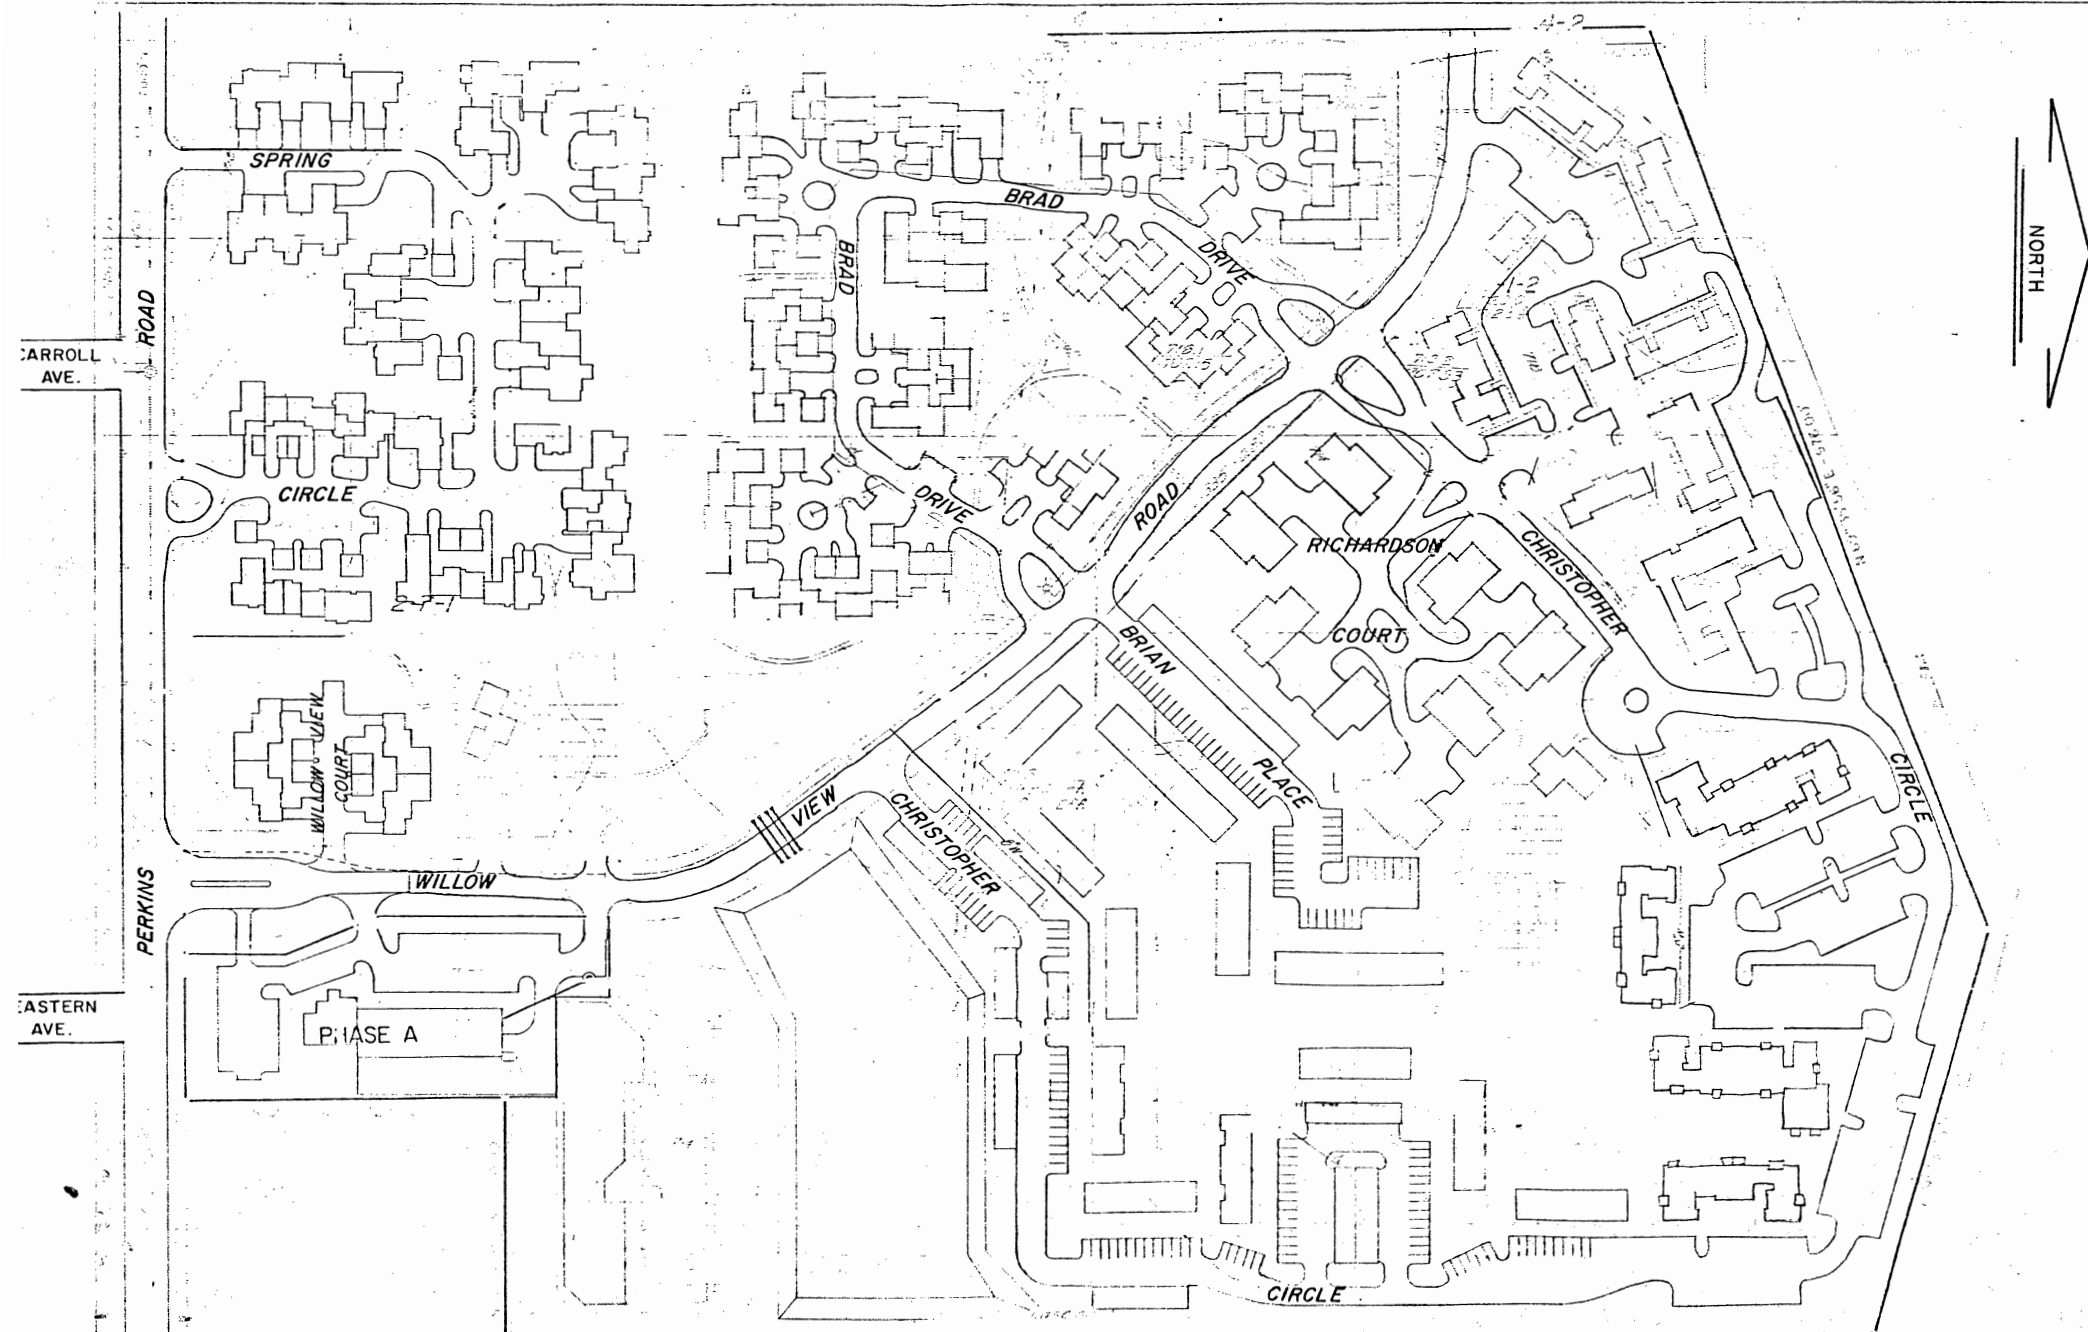 A-2
SPRING
BRAD
ROAD
BRAD
DRIVE
NORTH
CARROLL
AVE.
CIRCLE
DRIVE
ROAD
RICHARDSON
CHRISTOPHER
COURT
BRIAN
PLACE
WILLOW VIEW
COURT
VIEW
CHRISTOPHER
CIRCLE
WILLOW
PERKINS
EASTERN
AVE.
PHASE A
CIRCLE